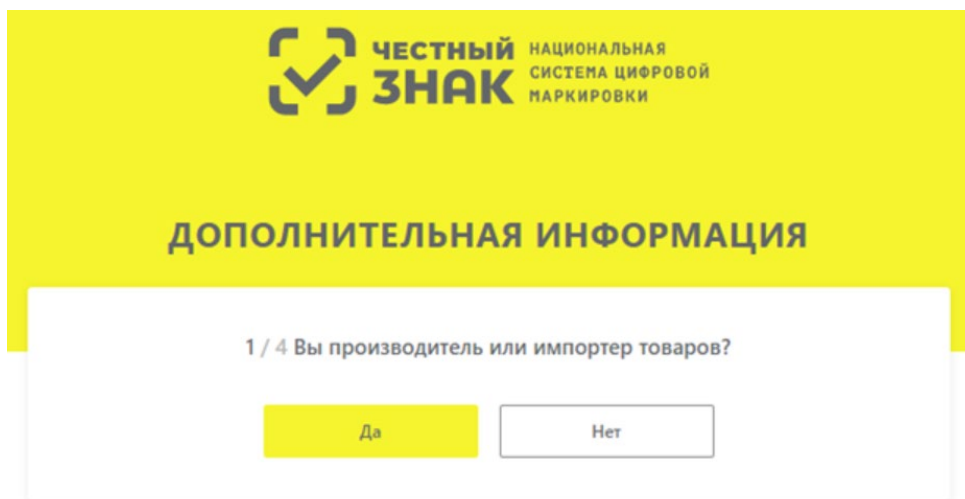 ЧЕСТНЫЙ ЗНАК
НАЦИОНАЛЬНАЯ
СИСТЕМА ЦИФРОВОЙ
МАРКИРОВКИ
ДОПОЛНИТЕЛЬНАЯ ИНФОРМАЦИЯ
1 / 4 Вы производитель или импортер товаров?
Да Нет